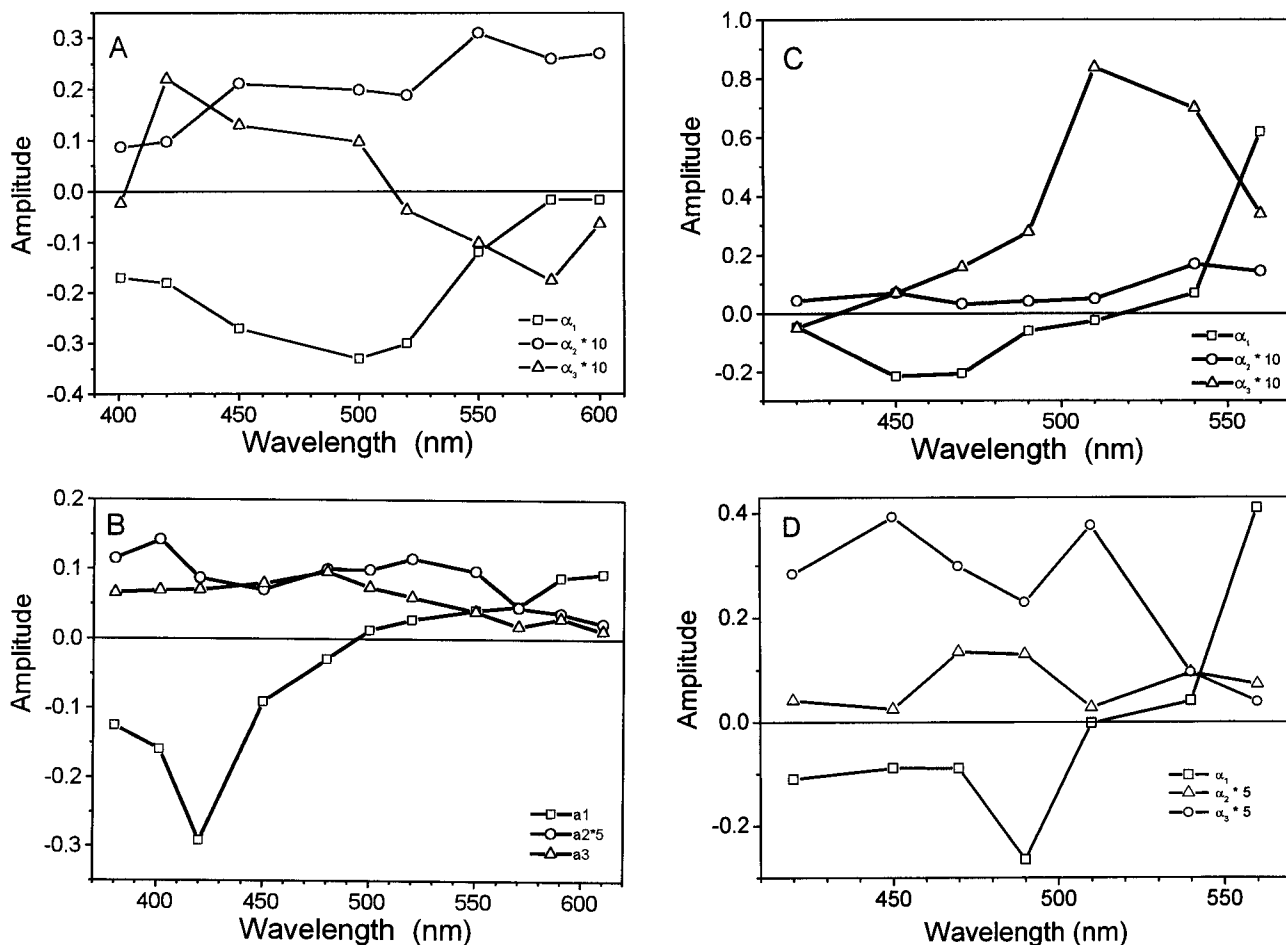 A
0.3
0.2
0.1
0.0
-0.1
-0.2
-0.3
-0.4
Amplitude
400
450
500
550
600
Wavelength (nm)
α₁
α₂ * 10
α₃ * 10
C
1.0
0.8
0.6
0.4
0.2
0.0
-0.2
Amplitude
450
500
550
Wavelength (nm)
α₁
α₂ * 10
α₃ * 10
B
0.2
0.1
0.0
-0.1
-0.2
-0.3
Amplitude
400
450
500
550
600
Wavelength (nm)
a1
a2*5
a3
D
0.4
0.2
0.0
-0.2
Amplitude
450
500
550
Wavelength (nm)
α₁
α₂ * 5
α₃ * 5